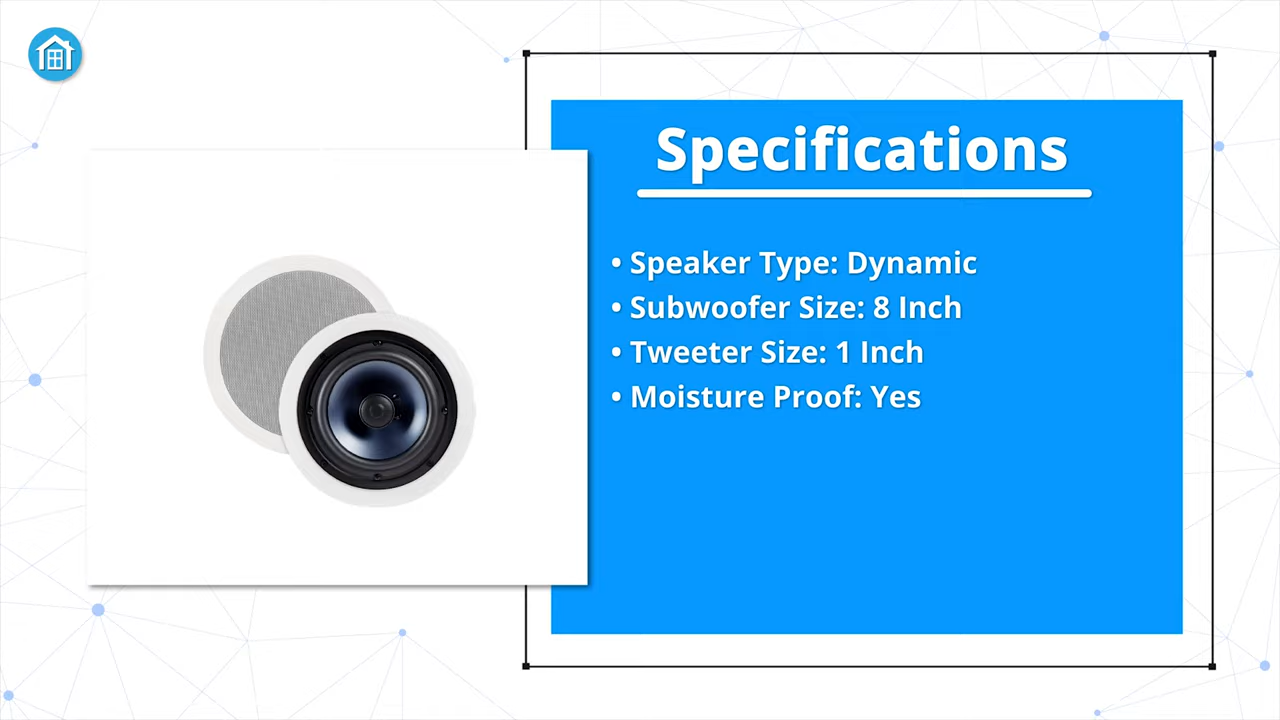 Specifications
• Speaker Type: Dynamic
• Subwoofer Size: 8 Inch
• Tweeter Size: 1 Inch
• Moisture Proof: Yes